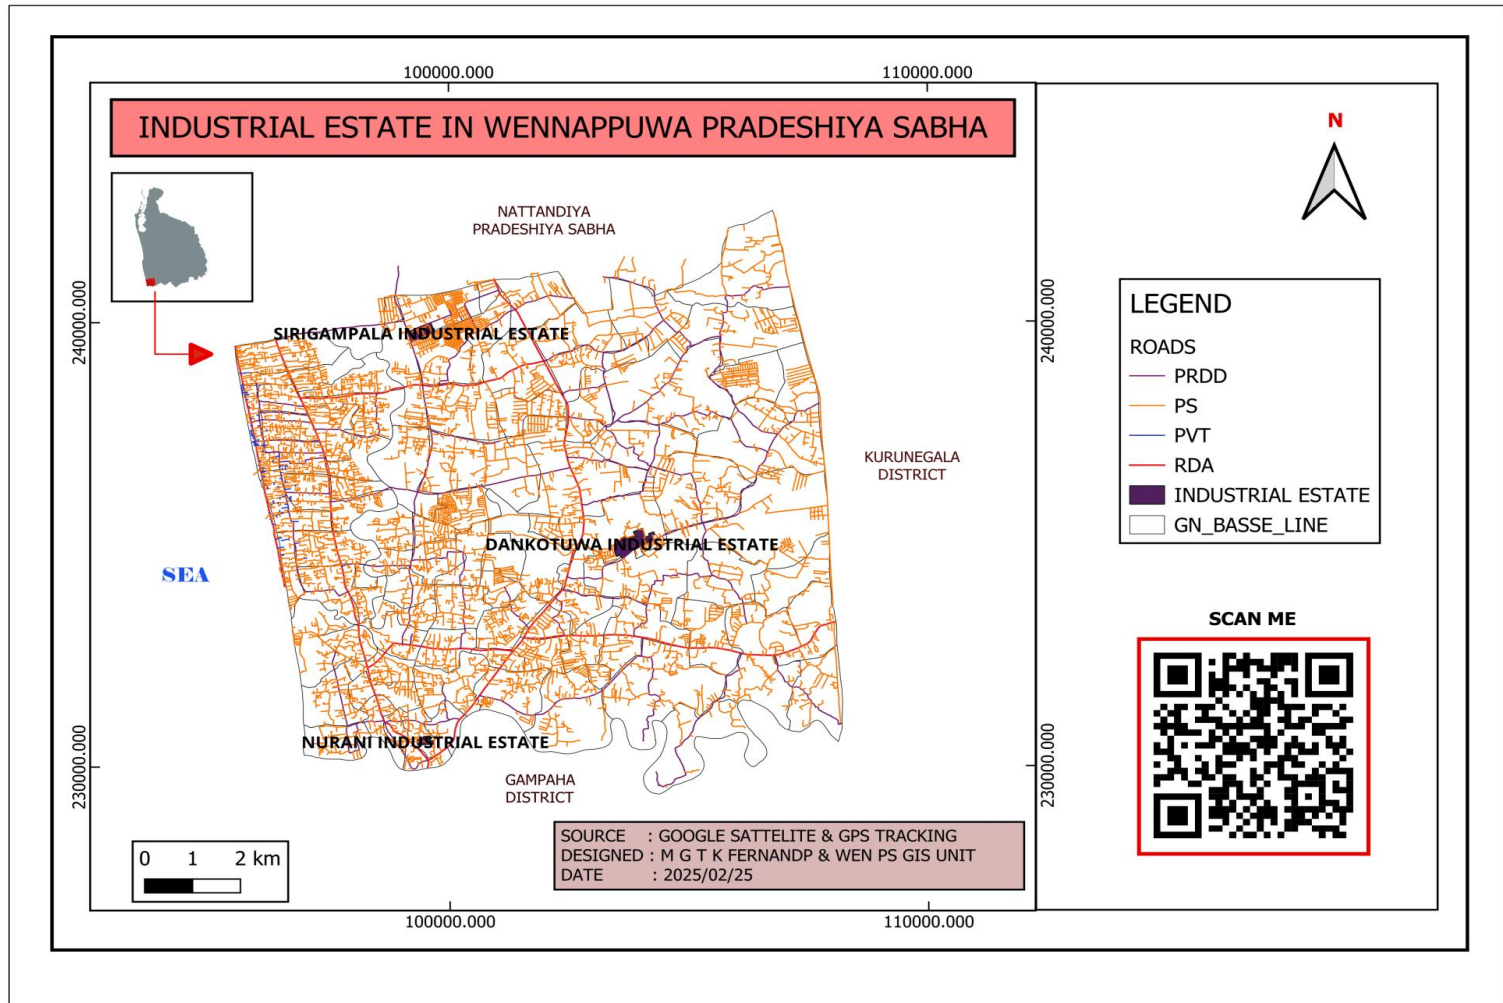 100000.000
110000.000
INDUSTRIAL ESTATE IN WENNAPPUWA PRADESHIYA SABHA
N
NATTANDIYA
PRADESHIYA SABHA
240000.000
240000.000
SIRIGAMPALA INDUSTRIAL ESTATE
LEGEND
ROADS
PRDD
PS
PVT
RDA
INDUSTRIAL ESTATE
GN_BASSE_LINE
KURUNEGALA
DISTRICT
DANKOTUWA INDUSTRIAL ESTATE
SEA
SCAN ME
NURANI INDUSTRIAL ESTATE
230000.000
230000.000
GAMPAHA
DISTRICT
SOURCE : GOOGLE SATTELITE & GPS TRACKING
DESIGNED : M G T K FERNANDP & WEN PS GIS UNIT
DATE : 2025/02/25
0 1 2 km
100000.000
110000.000